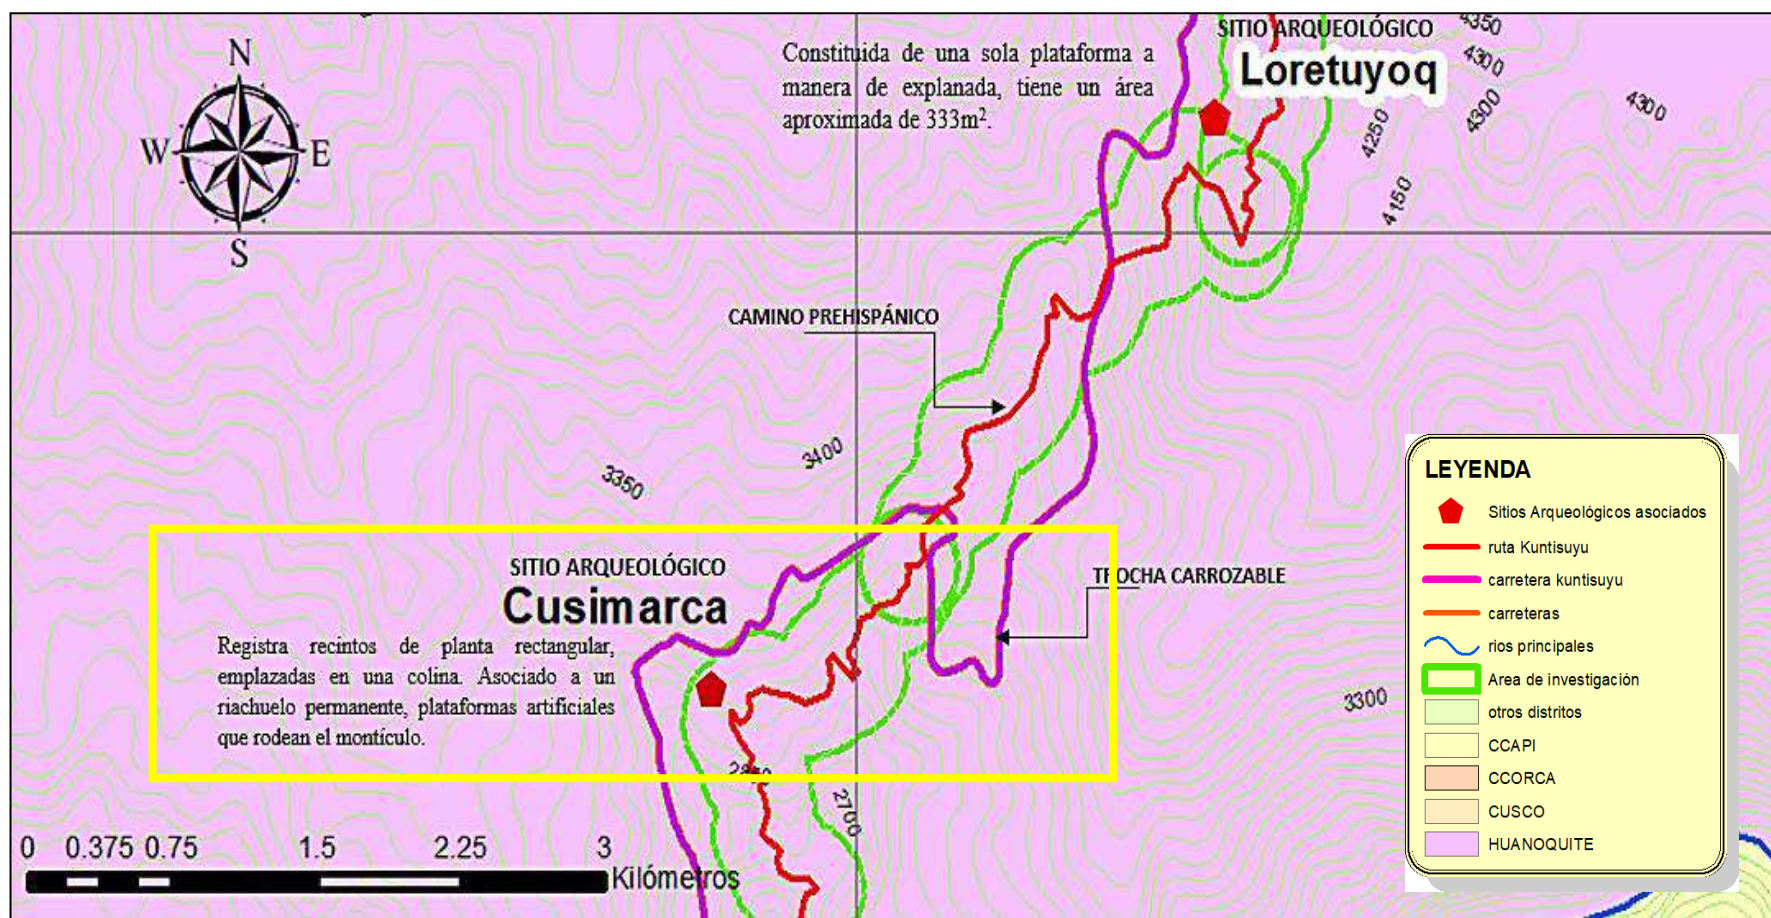 N
W
E
S
Constituida de una sola plataforma a
manera de explanada, tiene un área
aproximada de 333m².
SITIO ARQUEOLÓGICO
Loretuyoq
4350
4300
4300
4300
4250
4150
CAMINO PREHISPÁNICO
3400
3350
SITIO ARQUEOLÓGICO
Cusimarca
Registra recintos de planta rectangular,
emplazadas en una colina. Asociado a un
riachuelo permanente, plataformas artificiales
que rodean el montículo.
TROCHA CARROZABLE
3300
2700
0 0.375 0.75 1.5 2.25 3
Kilómetros
LEYENDA
Sitios Arqueológicos asociados
ruta Kuntisuyu
carretera kuntisuyu
carreteras
rios principales
Area de investigación
otros distritos
CCAPI
CCORCA
CUSCO
HUANOQUITE